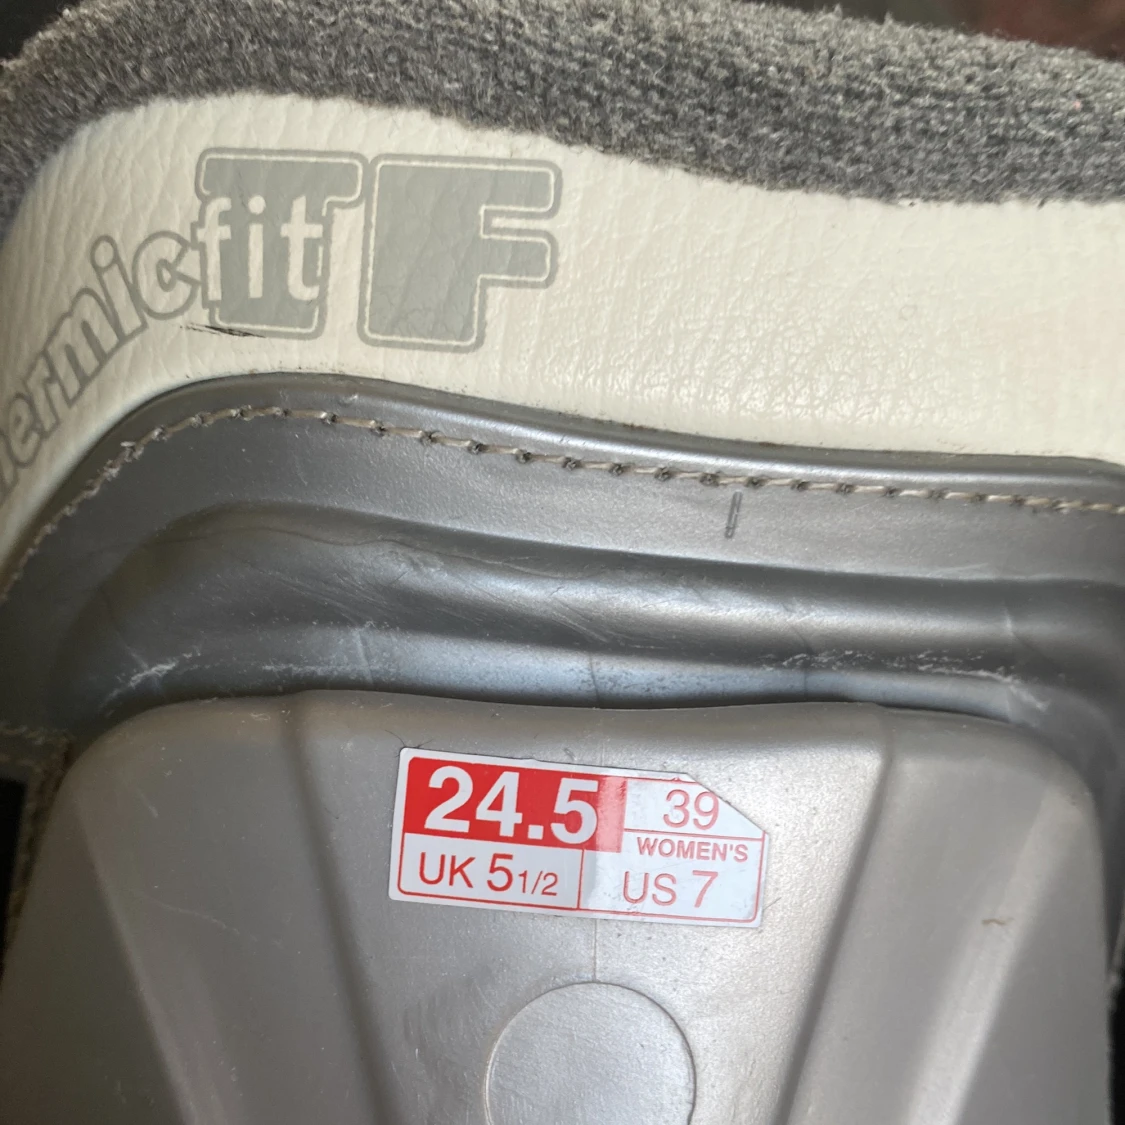 TF
hermicfit
24.5
39
WOMEN'S
UK 5 1/2
US 7